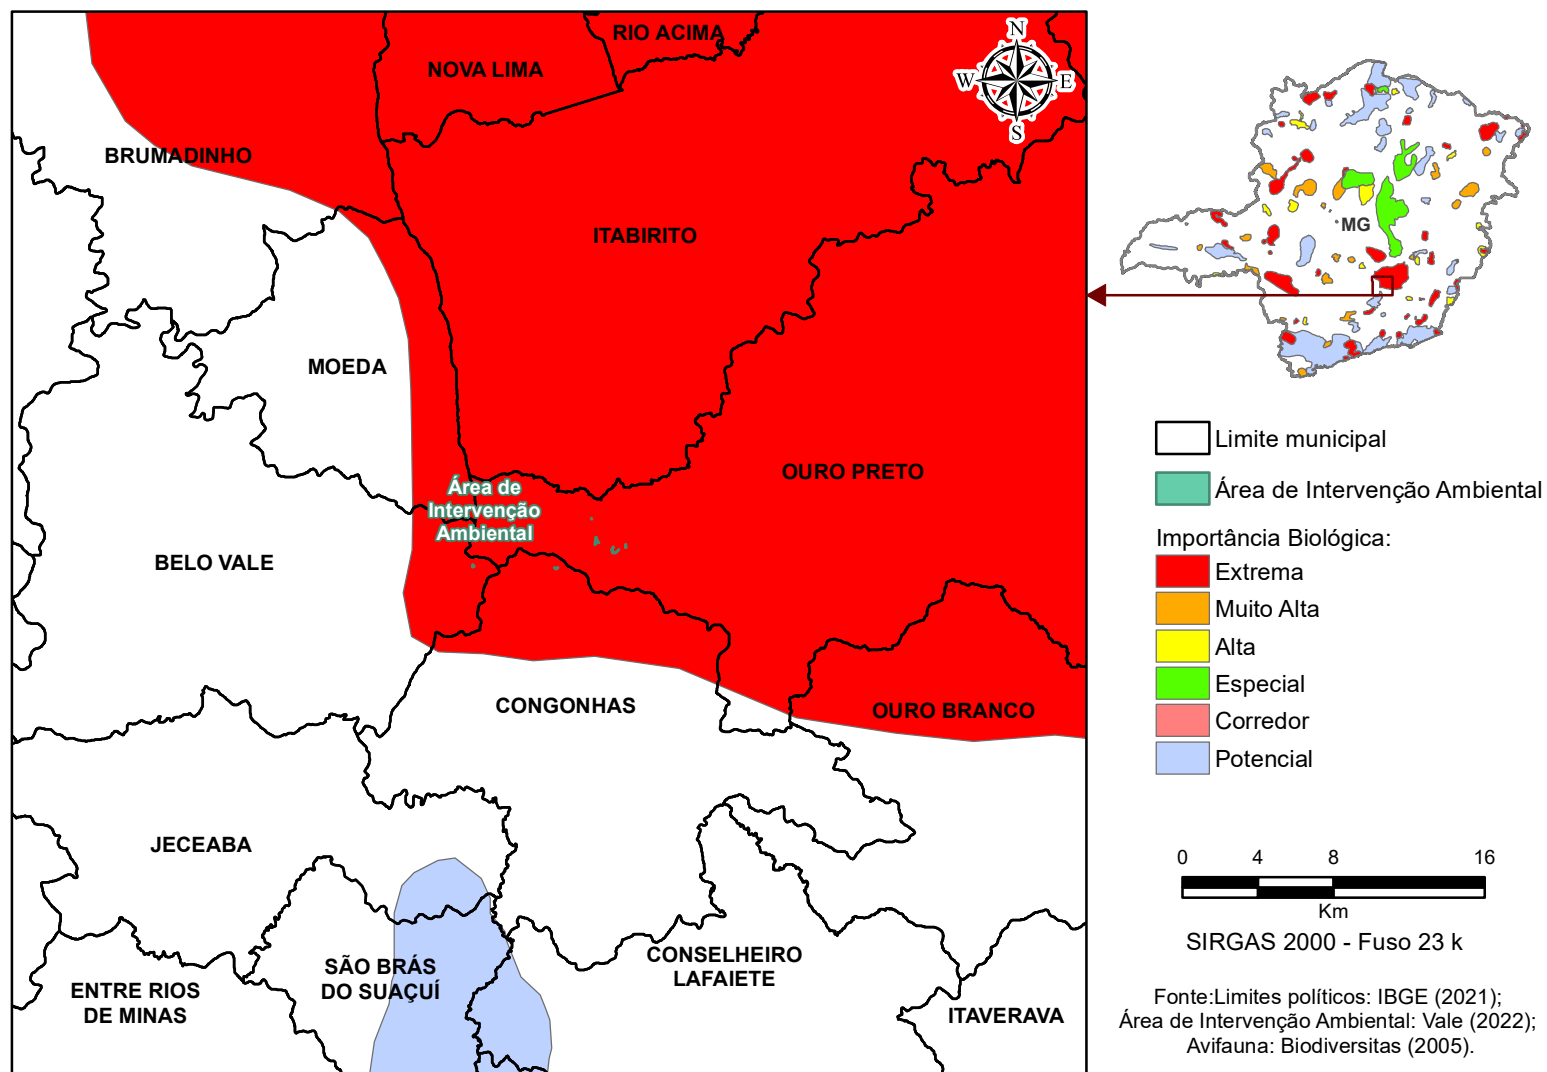 RIO ACIMA
NOVA LIMA
N
W
E
S
BRUMADINHO
ITABIRITO
MOEDA
OURO PRETO
Área de
Intervenção
Ambiental
BELO VALE
CONGONHAS
OURO BRANCO
JECEABA
SÃO BRÁS
DO SUAÇUÍ
CONSELHEIRO
LAFAIETE
ENTRE RIOS
DE MINAS
ITAVERAVA
MG
Limite municipal
Área de Intervenção Ambiental
Importância Biológica:
Extrema
Muito Alta
Alta
Especial
Corredor
Potencial
0 4 8 16
Km
SIRGAS 2000 - Fuso 23 k
Fonte:Limites políticos: IBGE (2021);
Área de Intervenção Ambiental: Vale (2022);
Avifauna: Biodiversitas (2005).